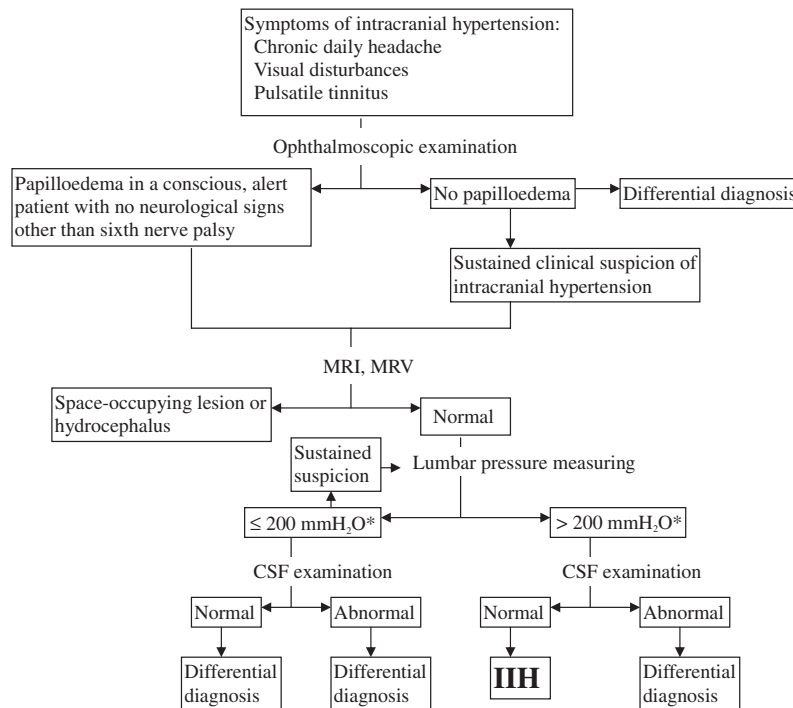 Symptoms of intracranial hypertension:
Chronic daily headache
Visual disturbances
Pulsatile tinnitus
Ophthalmoscopic examination
Papilloedema in a conscious, alert
patient with no neurological signs
other than sixth nerve palsy
No papilloedema
Differential diagnosis
Sustained clinical suspicion of
intracranial hypertension
MRI, MRV
Space-occupying lesion or
hydrocephalus
Normal
Sustained
suspicion
Lumbar pressure measuring
≤ 200 mmH₂O*
> 200 mmH₂O*
CSF examination
CSF examination
Normal
Abnormal
Normal
Abnormal
Differential
diagnosis
Differential
diagnosis
IIH
Differential
diagnosis